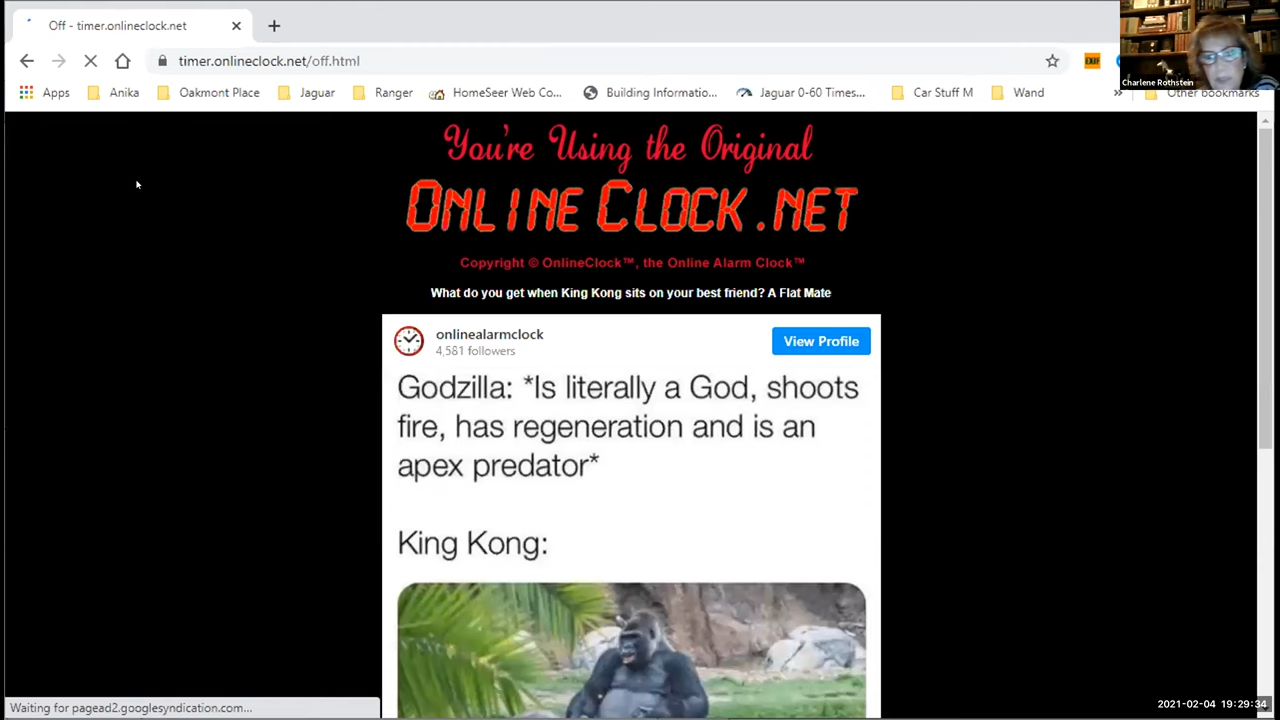 Off - timer.onlineclock.net
timer.onlineclock.net/off.html
Charlene Rothstein
Apps Anika Oakmont Place Jaguar Ranger HomeSeer Web Co... Building Informatio... Jaguar 0-60 Times... Car Stuff M Wand » Other bookmarks
You're Using the Original
ONLINE CLOCK.NET
Copyright © OnlineClock™, the Online Alarm Clock™
What do you get when King Kong sits on your best friend? A Flat Mate
onlinealarmclock
4,581 followers
View Profile
Godzilla: *Is literally a God, shoots
fire, has regeneration and is an
apex predator*
King Kong:
Waiting for pagead2.googlesyndication.com...
2021-02-04 19:29:34